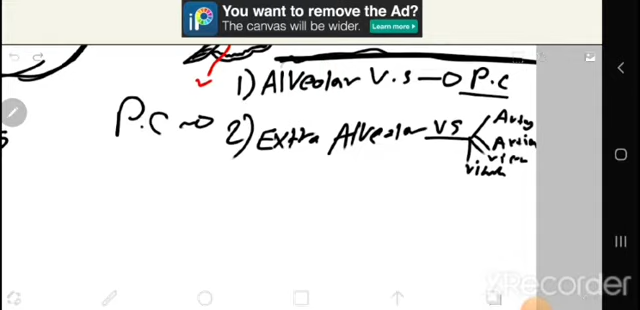 You want to remove the Ad?
The canvas will be wider.
Learn more
1) Alveolar V.S → P.C
P.C → 2) Extra Alveolar VS
XRecorder